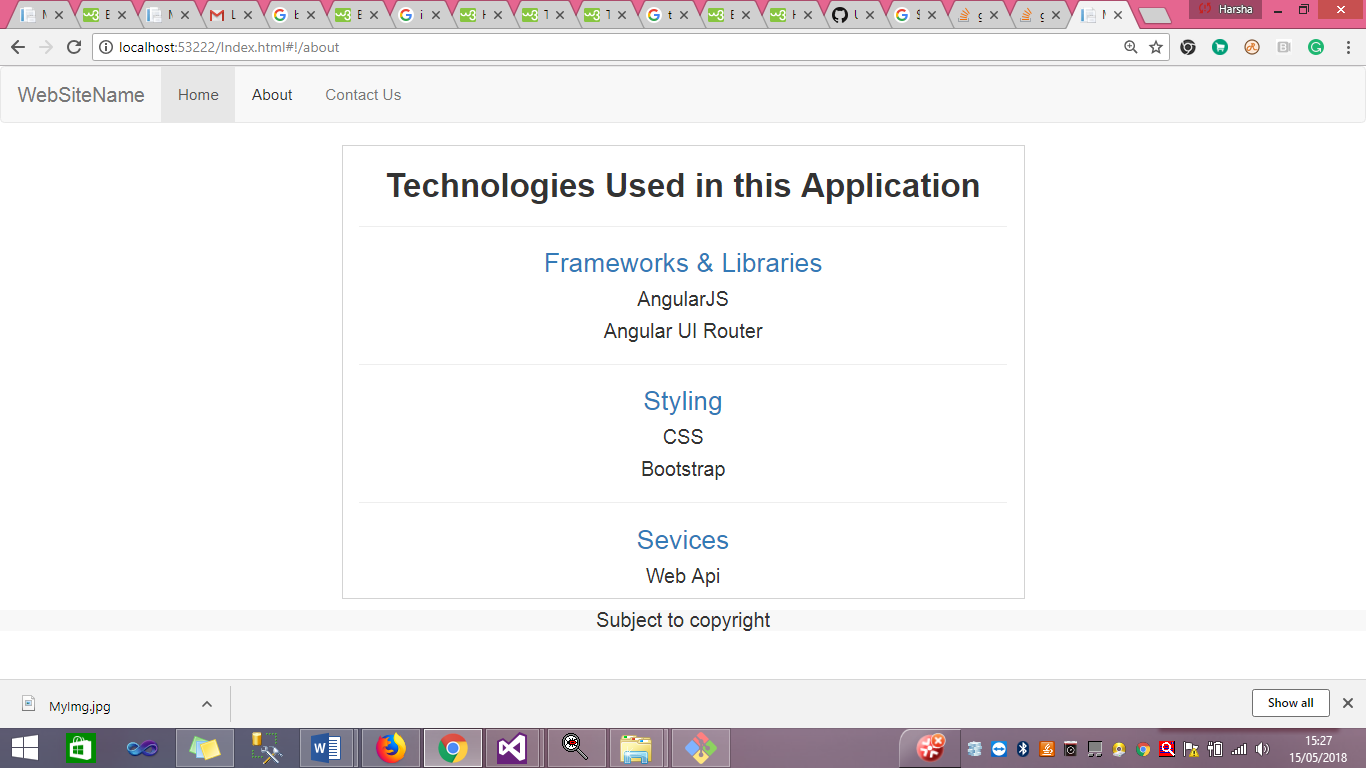 Harsha
localhost:53222/Index.html#!/about
WebSiteName Home About Contact Us
Technologies Used in this Application
Frameworks & Libraries
AngularJS
Angular UI Router
Styling
CSS
Bootstrap
Sevices
Web Api
Subject to copyright
MyImg.jpg
Show all
15:27
15/05/2018